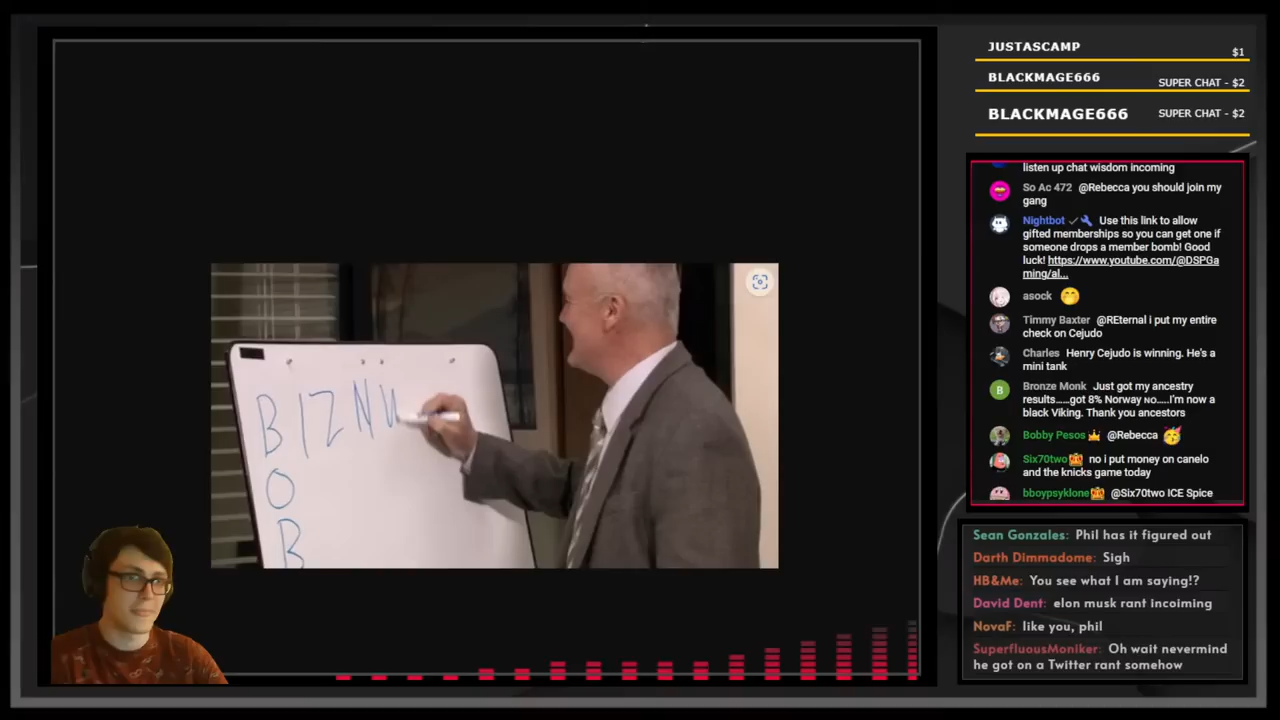 JUSTASCAMP
$1
BLACKMAGE666
SUPER CHAT - $2
BLACKMAGE666
SUPER CHAT - $2
listen up chat wisdom incoming
So Ac 472 @Rebecca you should join my
gang
Nightbot Use this link to allow
gifted memberships so you can get one if
someone drops a member bomb! Good
luck! https://www.youtube.com/@DSPGa
ming/al...
asock
Timmy Baxter @REternal i put my entire
check on Cejudo
Charles Henry Cejudo is winning. He's a
mini tank
B
Bronze Monk Just got my ancestry
results.....got 8% Norway no.....I'm now a
black Viking. Thank you ancestors
Bobby Pesos @Rebecca
Six70two no i put money on canelo
and the knicks game today
bboypsyklone @Six70two ICE Spice
Sean Gonzales: Phil has it figured out
Darth Dimmadome: Sigh
HB&Me: You see what I am saying!?
David Dent: elon musk rant incoming
NovaF: like you, phil
SuperfluousMoniker: Oh wait nevermind
he got on a Twitter rant somehow
BIZNU
O
B